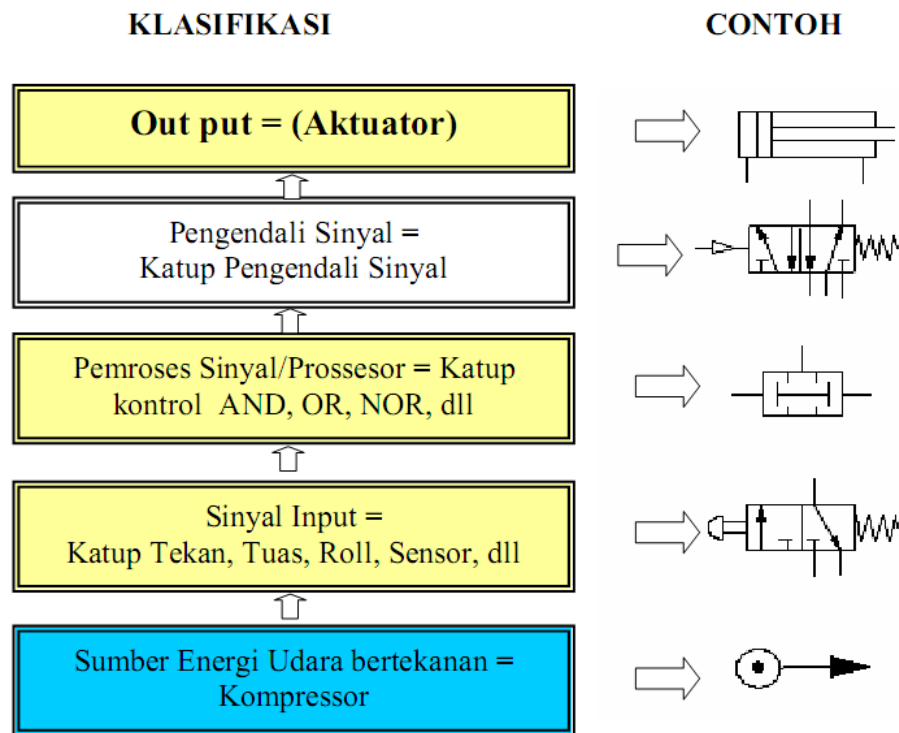 KLASIFIKASI
CONTOH
Out put = (Aktuator)
Pengendali Sinyal =
Katup Pengendali Sinyal
Pemroses Sinyal/Prossesor = Katup
kontrol AND, OR, NOR, dll
Sinyal Input =
Katup Tekan, Tuas, Roll, Sensor, dll
Sumber Energi Udara bertekanan =
Kompressor